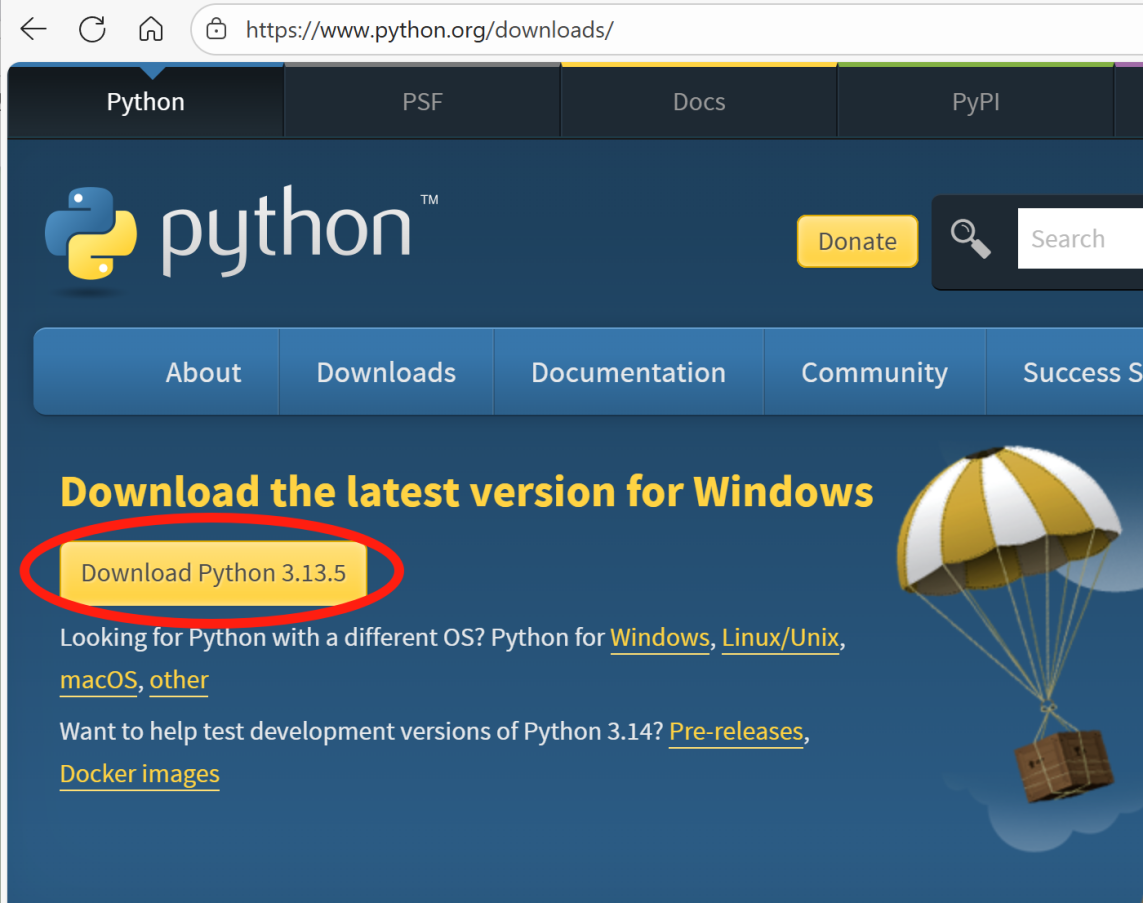 https://www.python.org/downloads/
Python PSF Docs PyPI
python™
Donate
Search
About Downloads Documentation Community Success S
Download the latest version for Windows
Download Python 3.13.5
Looking for Python with a different OS? Python for Windows, Linux/Unix,
macOS, other
Want to help test development versions of Python 3.14? Pre-releases,
Docker images